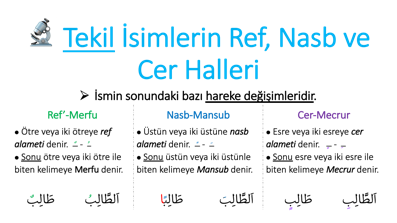 Tekil İsimlerin Ref, Nasb ve
Cer Halleri
➤ İsmin sonundaki bazı hareke değişimleridir.
Ref'-Merfu
● Ötre veya iki ötreye ref
alameti denir. ـٌ - ـُ
● Sonu ötre veya iki ötre ile
biten kelimeye Merfu denir.
طَالِبٌ اَلطَّالِبُ
Nasb-Mansub
● Üstün veya iki üstüne nasb
alameti denir. ـً - ـَ
● Sonu üstün veya iki üstünle
biten kelimeye Mansub denir.
طَالِبًا اَلطَّالِبَ
Cer-Mecrur
● Esre veya iki esreye cer
alameti denir. ـٍ - ـِ
● Sonu esre veya iki esre ile
biten kelimeye Mecrur denir.
طَالِبٍ اَلطَّالِبِ